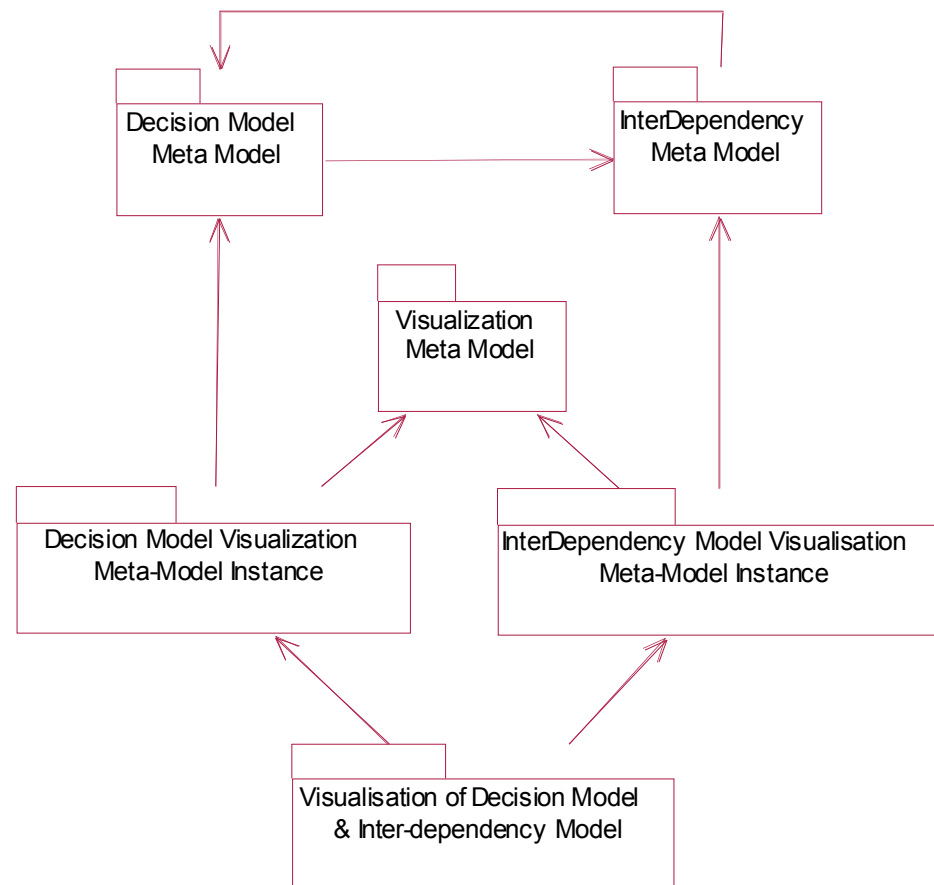 Decision Model
Meta Model
InterDependency
Meta Model
Visualization
Meta Model
Decision Model Visualization
Meta-Model Instance
InterDependency Model Visualisation
Meta-Model Instance
Visualisation of Decision Model
& Inter-dependency Model